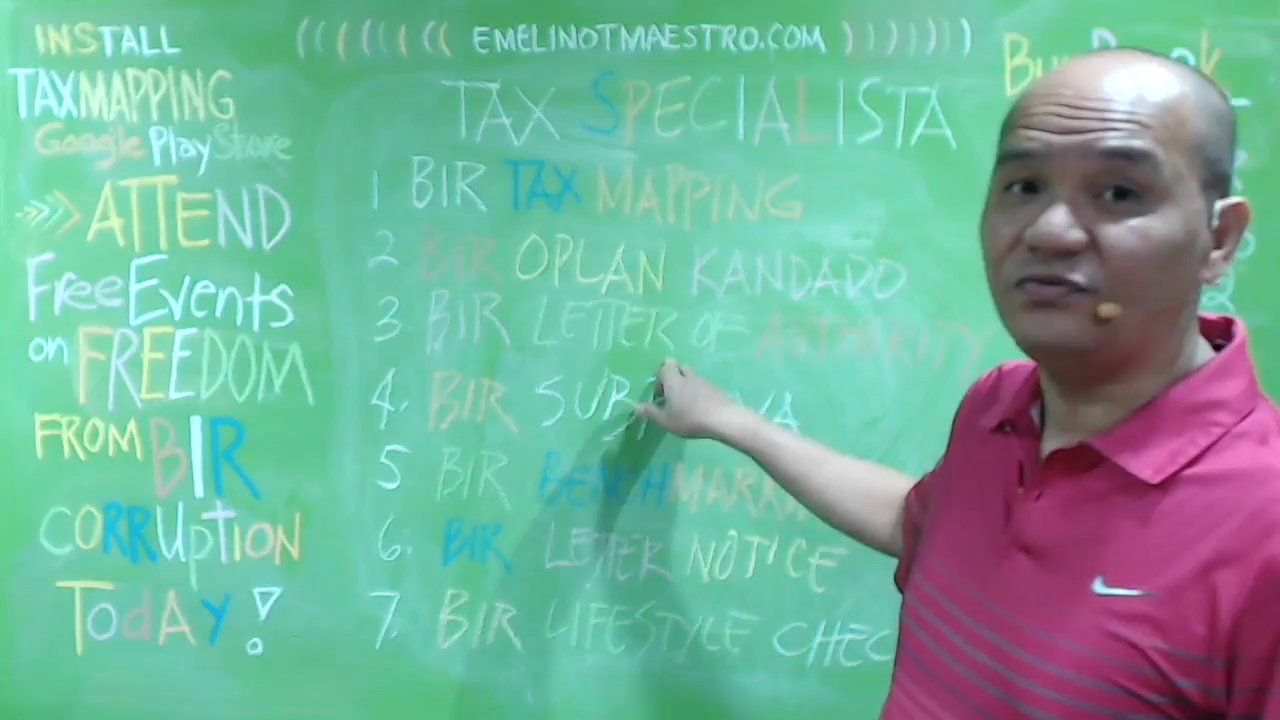 INSTALL
TAXMAPPING
Google PlayStore
>>> ATTEND
FreeEvents
on FREEDOM
FROM BIR
CORRUPTION
TodAY!
(((((((( EMELINOTMAESTRO.COM ))))))))
TAX SPECIALISTA
1 BIR TAX MAPPING
2 BIR OPLAN KANDADO
3 BIR LETTER OF AUTHORITY
4. BIR
5 BIR
6. BIR LETTER NOTICE
7. BIR LIFESTYLE CHEC